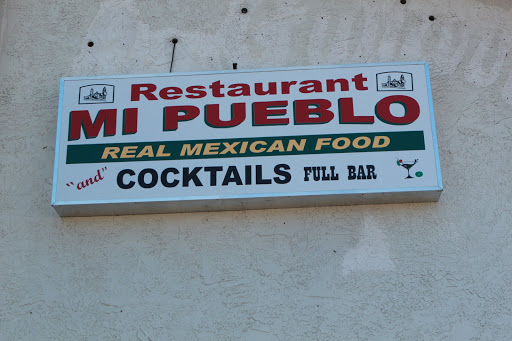 Restaurant
MI PUEBLO
REAL MEXICAN FOOD
"and" COCKTAILS FULL BAR